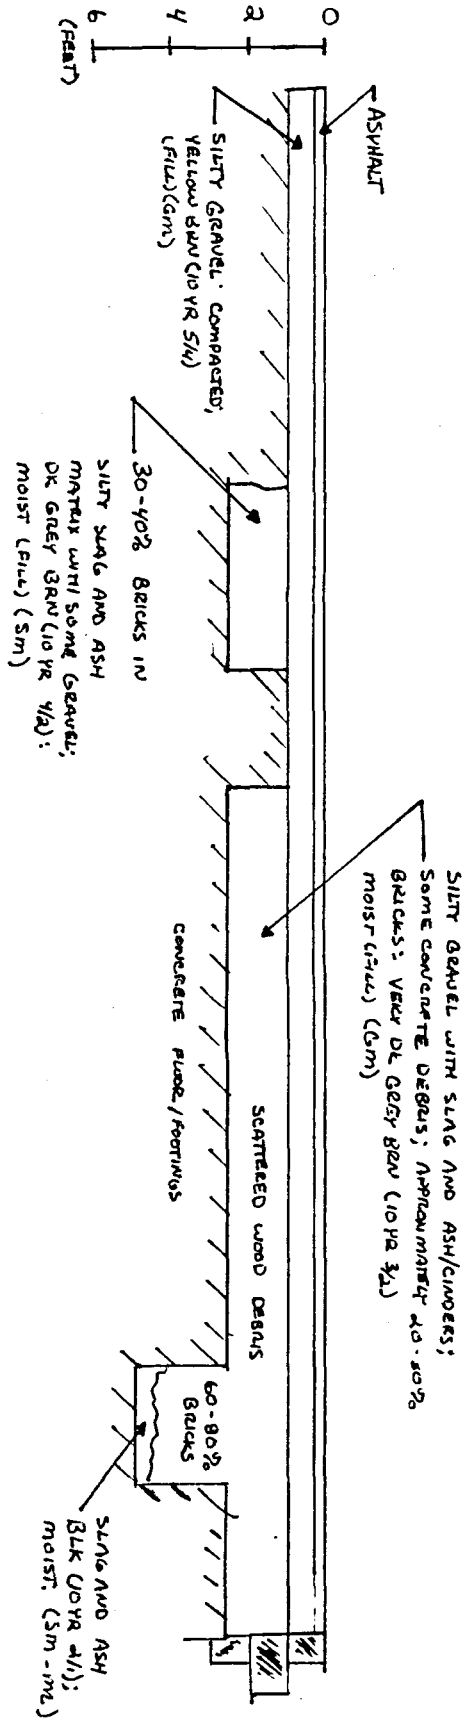 0
2
4
6
(FEET)
ASPHALT
SILTY GRAVEL: COMPACTED;
YELLOW BRN (10 YR 5/4)
(FILL) (GM)
30-40% BRICKS IN
SILTY SLAG AND ASH
MATRIX WITH SOME GRAVEL;
DK GREY BRN (10 YR 4/2):
MOIST (FILL) (SM)
SILTY GRAVEL WITH SLAG AND ASH/CINDERS;
SOME CONCRETE DEBRIS; APPROXIMATELY
BRICKS: VERY DK GREY BRN (10 YR 3/2)
MOIST (FILL) (GM)
SCATTERED WOOD DEBRIS
CONCRETE FLOOR/FOOTINGS
60-80%
BRICKS
SLAG AND ASH
BLK (10 YR 2/1);
MOIST. (SM-ML)